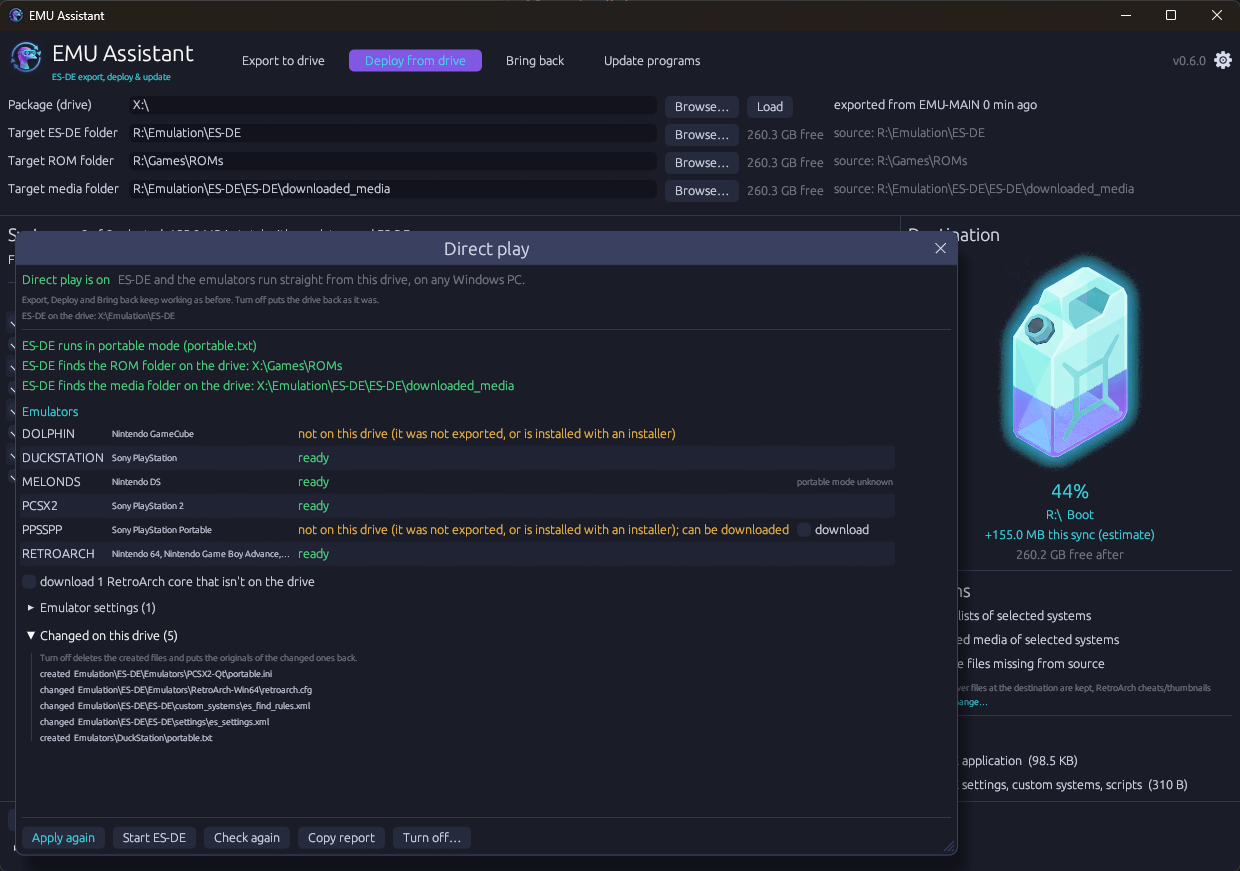 EMU Assistant
EMU Assistant
ES-DE export, deploy & update
Export to drive
Deploy from drive
Bring back
Update programs
v0.6.0
Package (drive) X:\ Browse... Load exported from EMU-MAIN 0 min ago
Target ES-DE folder R:\Emulation\ES-DE Browse... 260.3 GB free source: R:\Emulation\ES-DE
Target ROM folder R:\Games\ROMs Browse... 260.3 GB free source: R:\Games\ROMs
Target media folder R:\Emulation\ES-DE\ES-DE\downloaded_media Browse... 260.3 GB free source: R:\Emulation\ES-DE\ES-DE\downloaded_media
Direct play
Direct play is on ES-DE and the emulators run straight from this drive, on any Windows PC.
Export, Deploy and Bring back keep working as before. Turn off puts the drive back as it was.
ES-DE on the drive: X:\Emulation\ES-DE
ES-DE runs in portable mode (portable.txt)
ES-DE finds the ROM folder on the drive: X:\Games\ROMs
ES-DE finds the media folder on the drive: X:\Emulation\ES-DE\ES-DE\downloaded_media
Emulators
DOLPHIN Nintendo GameCube not on this drive (it was not exported, or is installed with an installer)
DUCKSTATION Sony PlayStation ready
MELONDS Nintendo DS ready portable mode unknown
PCSX2 Sony PlayStation 2 ready
PPSSPP Sony PlayStation Portable not on this drive (it was not exported, or is installed with an installer); can be downloaded download
RETROARCH Nintendo 64, Nintendo Game Boy Advance,... ready
download 1 RetroArch core that isn't on the drive
Emulator settings (1)
Changed on this drive (5)
Turn off deletes the created files and puts the originals of the changed ones back.
created Emulation\ES-DE\Emulators\PCSX2-Qt\portable.ini
changed Emulation\ES-DE\Emulators\RetroArch-Win64\retroarch.cfg
changed Emulation\ES-DE\ES-DE\custom_systems\es_find_rules.xml
changed Emulation\ES-DE\ES-DE\settings\es_settings.xml
created Emulators\DuckStation\portable.txt
Apply again
Start ES-DE
Check again
Copy report
Turn off...
44%
R:\ Boot
+155.0 MB this sync (estimate)
260.2 GB free after
lists of selected systems
ed media of selected systems
e files missing from source
ver files at the destination are kept, RetroArch cheats/thumbnails
ange...
application (98.5 KB)
settings, custom systems, scripts (310 B)